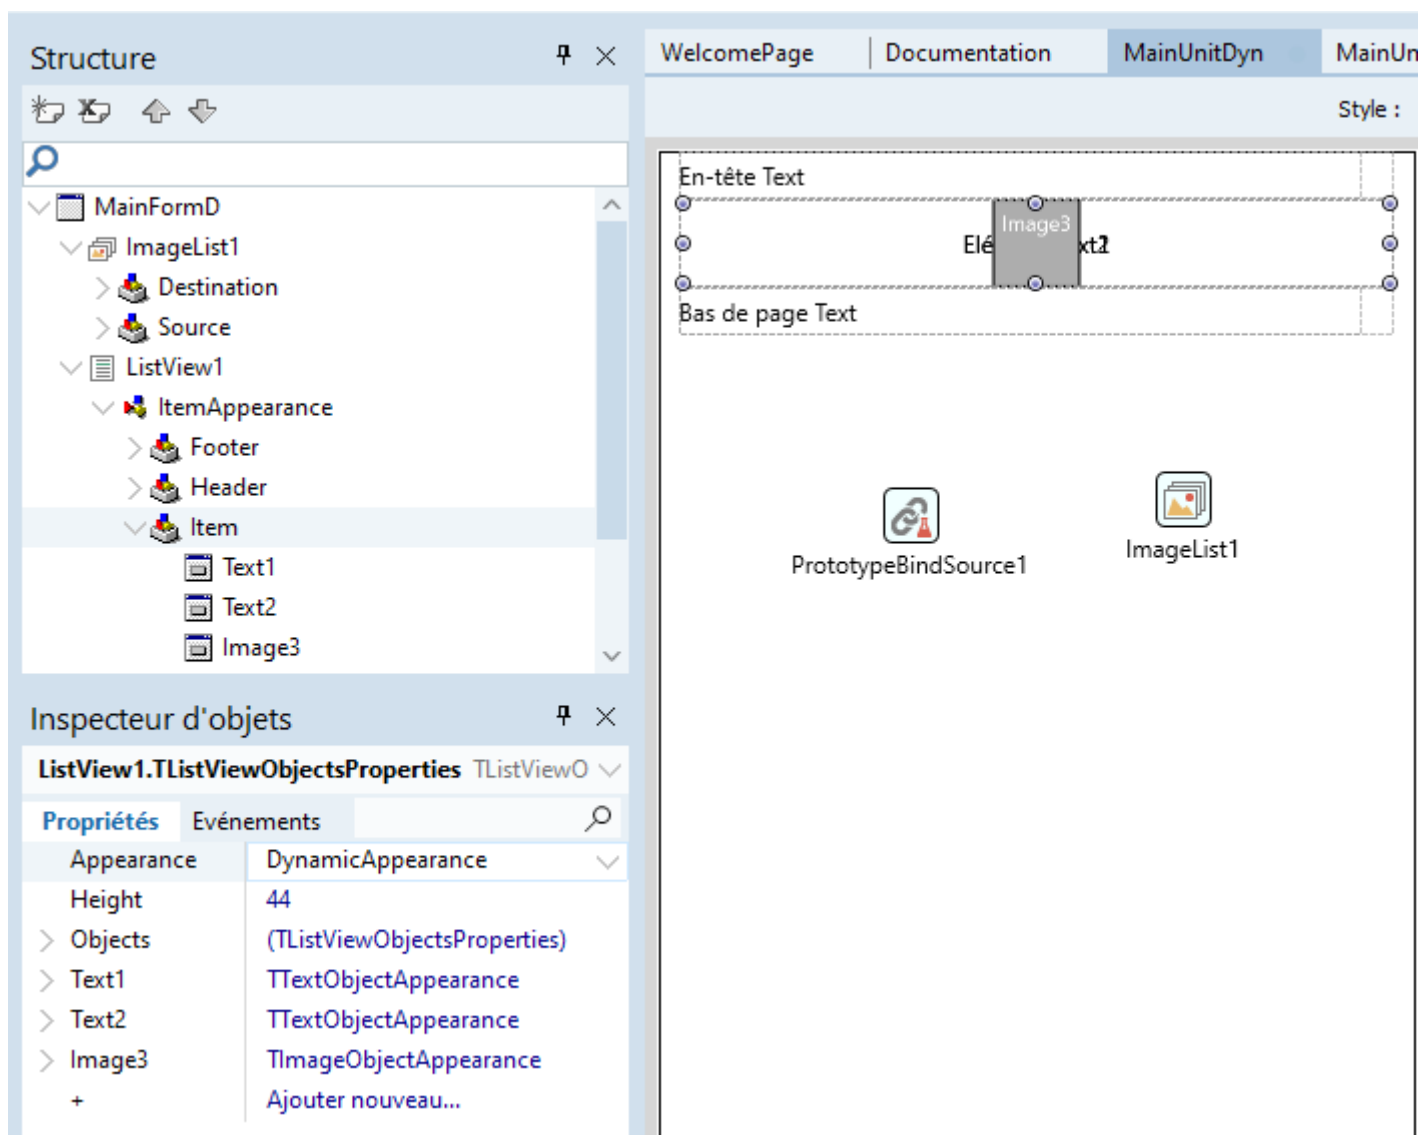 Structure
MainFormD
ImageList1
Destination
Source
ListView1
ItemAppearance
Footer
Header
Item
Text1
Text2
Image3
Inspecteur d'objets
ListView1.TListViewObjectsProperties TListViewO
Propriétés Evénements
Appearance DynamicAppearance
Height 44
Objects (TListViewObjectsProperties)
Text1 TTextObjectAppearance
Text2 TTextObjectAppearance
Image3 TImageObjectAppearance
+ Ajouter nouveau...
WelcomePage Documentation MainUnitDyn MainUn
Style :
En-tête Text
Image3
Elé
Bas de page Text
PrototypeBindSource1
ImageList1